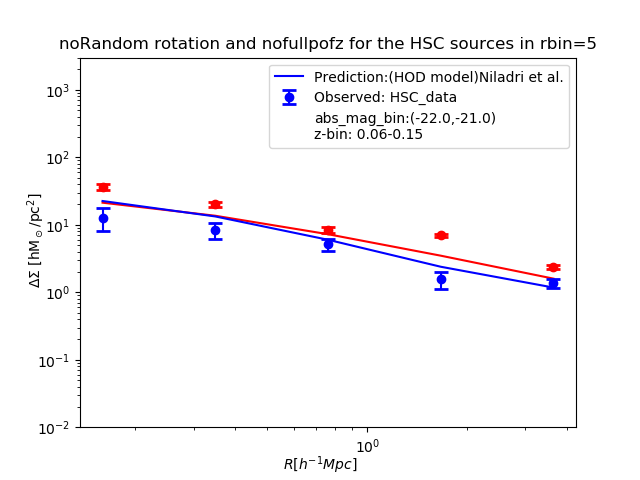 noRandom rotation and nofullpofz for the HSC sources in rbin=5
Prediction:(HOD model)Niladri et al.
Observed: HSC_data
abs_mag_bin:(-22.0,-21.0)
z-bin: 0.06-0.15
ΔΣ [hM⊙/pc²]
10³
10²
10¹
10⁰
10⁻¹
10⁻²
10⁰
R[h⁻¹Mpc]